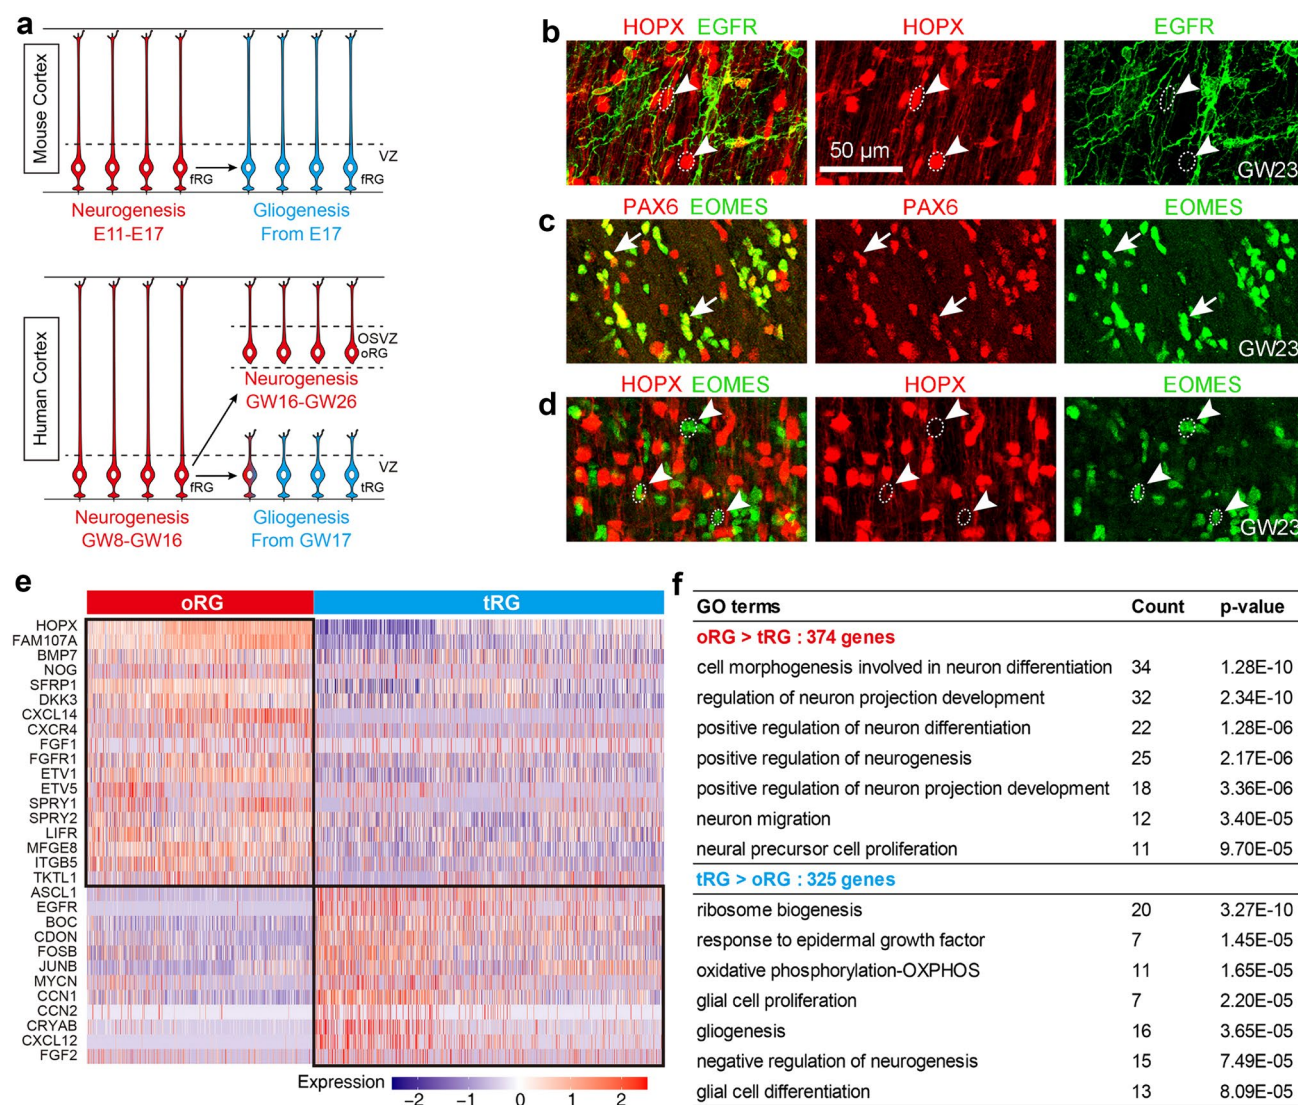 a
Mouse Cortex
VZ
fRG
fRG
Neurogenesis
E11-E17
Gliogenesis
From E17
Human Cortex
OSVZ
oRG
Neurogenesis
GW16-GW26
VZ
fRG
tRG
Neurogenesis
GW8-GW16
Gliogenesis
From GW17
b
HOPX EGFR
HOPX
EGFR
50 µm
GW23
c
PAX6 EOMES
PAX6
EOMES
GW23
d
HOPX EOMES
HOPX
EOMES
GW23
e
oRG
tRG
HOPX
FAM107A
BMP7
NOG
SFRP1
DKK3
CXCL14
CXCR4
FGF1
FGFR1
ETV1
ETV5
SPRY1
SPRY2
LIFR
MFGE8
ITGB5
TKTL1
ASCL1
EGFR
BOC
CDON
FOSB
JUNB
MYCN
CCN1
CCN2
CRYAB
CXCL12
FGF2
Expression
−2 −1 0 1 2
f
GO terms Count p-value
oRG > tRG : 374 genes
cell morphogenesis involved in neuron differentiation 34 1.28E-10
regulation of neuron projection development 32 2.34E-10
positive regulation of neuron differentiation 22 1.28E-06
positive regulation of neurogenesis 25 2.17E-06
positive regulation of neuron projection development 18 3.36E-06
neuron migration 12 3.40E-05
neural precursor cell proliferation 11 9.70E-05
tRG > oRG : 325 genes
ribosome biogenesis 20 3.27E-10
response to epidermal growth factor 7 1.45E-05
oxidative phosphorylation-OXPHOS 11 1.65E-05
glial cell proliferation 7 2.20E-05
gliogenesis 16 3.65E-05
negative regulation of neurogenesis 15 7.49E-05
glial cell differentiation 13 8.09E-05